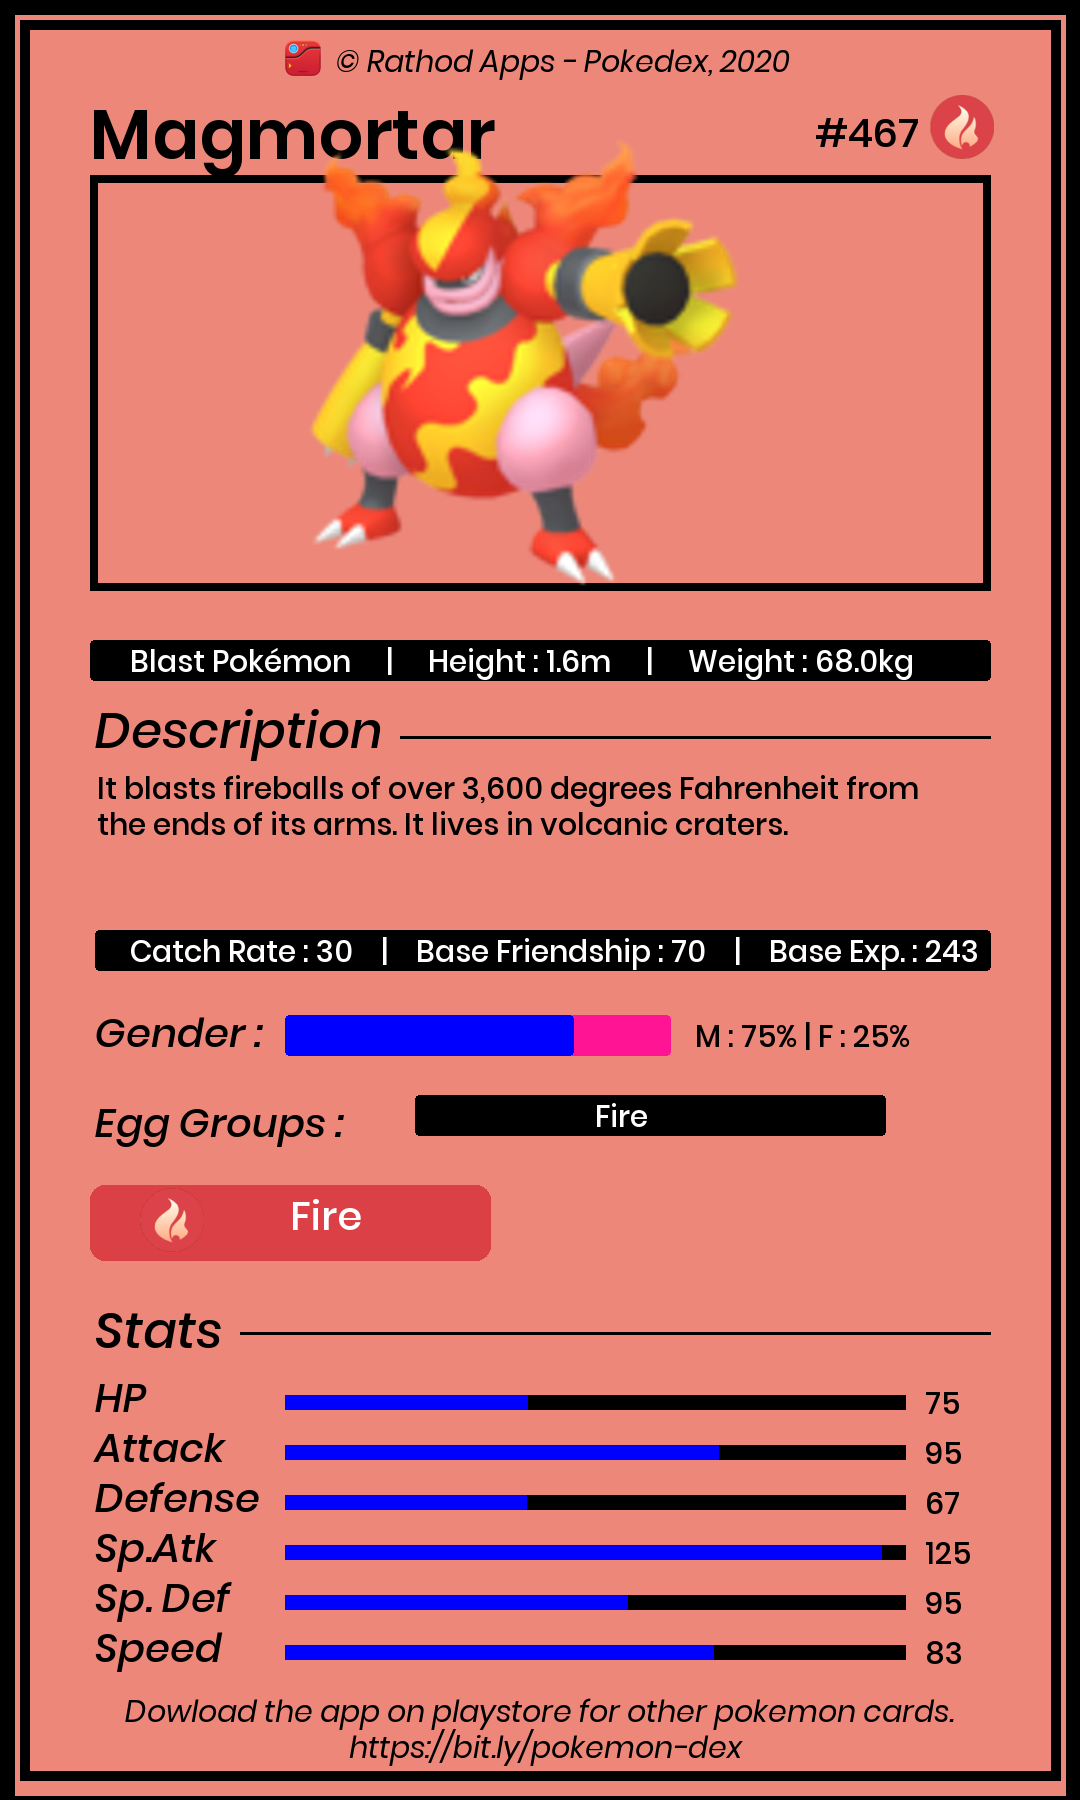 © Rathod Apps - Pokedex, 2020
Magmortar #467
Blast Pokémon | Height : 1.6m | Weight : 68.0kg
Description
It blasts fireballs of over 3,600 degrees Fahrenheit from
the ends of its arms. It lives in volcanic craters.
Catch Rate : 30 | Base Friendship : 70 | Base Exp. : 243
Gender : M : 75% | F : 25%
Egg Groups : Fire
Fire
Stats
HP 75
Attack 95
Defense 67
Sp.Atk 125
Sp. Def 95
Speed 83
Dowload the app on playstore for other pokemon cards.
https://bit.ly/pokemon-dex